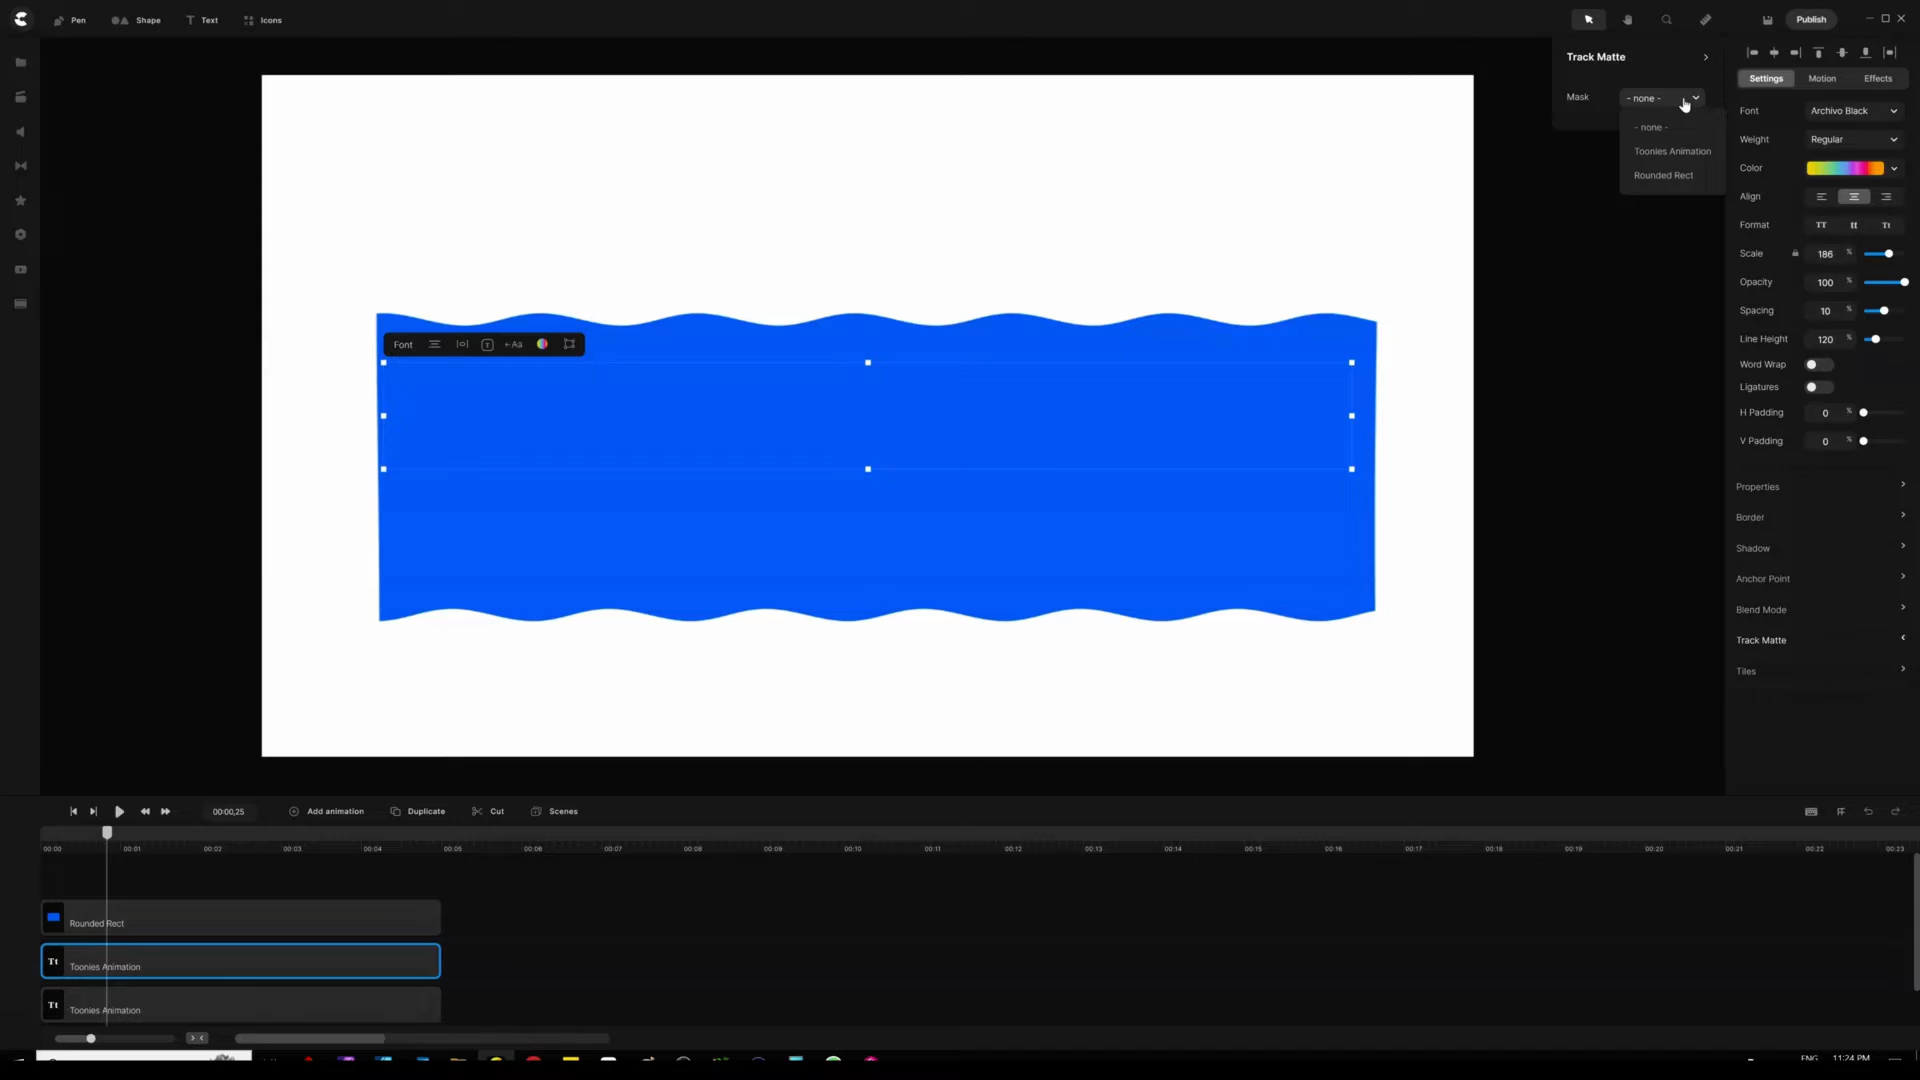 Pen
Shape
Text
Icons
Publish
Track Matte
Mask
- none -
- none -
Toonies Animation
Rounded Rect
Settings
Motion
Effects
Font
Archivo Black
Weight
Regular
Color
Align
Format
TT
tt
Tt
Scale
186 %
Opacity
100 %
Spacing
10 %
Line Height
120 %
Word Wrap
Ligatures
H Padding
0 %
V Padding
0 %
Properties
Border
Shadow
Anchor Point
Blend Mode
Track Matte
Tiles
Font
T
Aa
00:00,25
Add animation
Duplicate
Cut
Scenes
00:00 00:01 00:02 00:03 00:04 00:05 00:06 00:07 00:08 00:09 00:10 00:11 00:12 00:13 00:14 00:15 00:16 00:17 00:18 00:19 00:20 00:21 00:22 00:23
Rounded Rect
Tt Toonies Animation
Tt Toonies Animation
ENG 11:24 PM